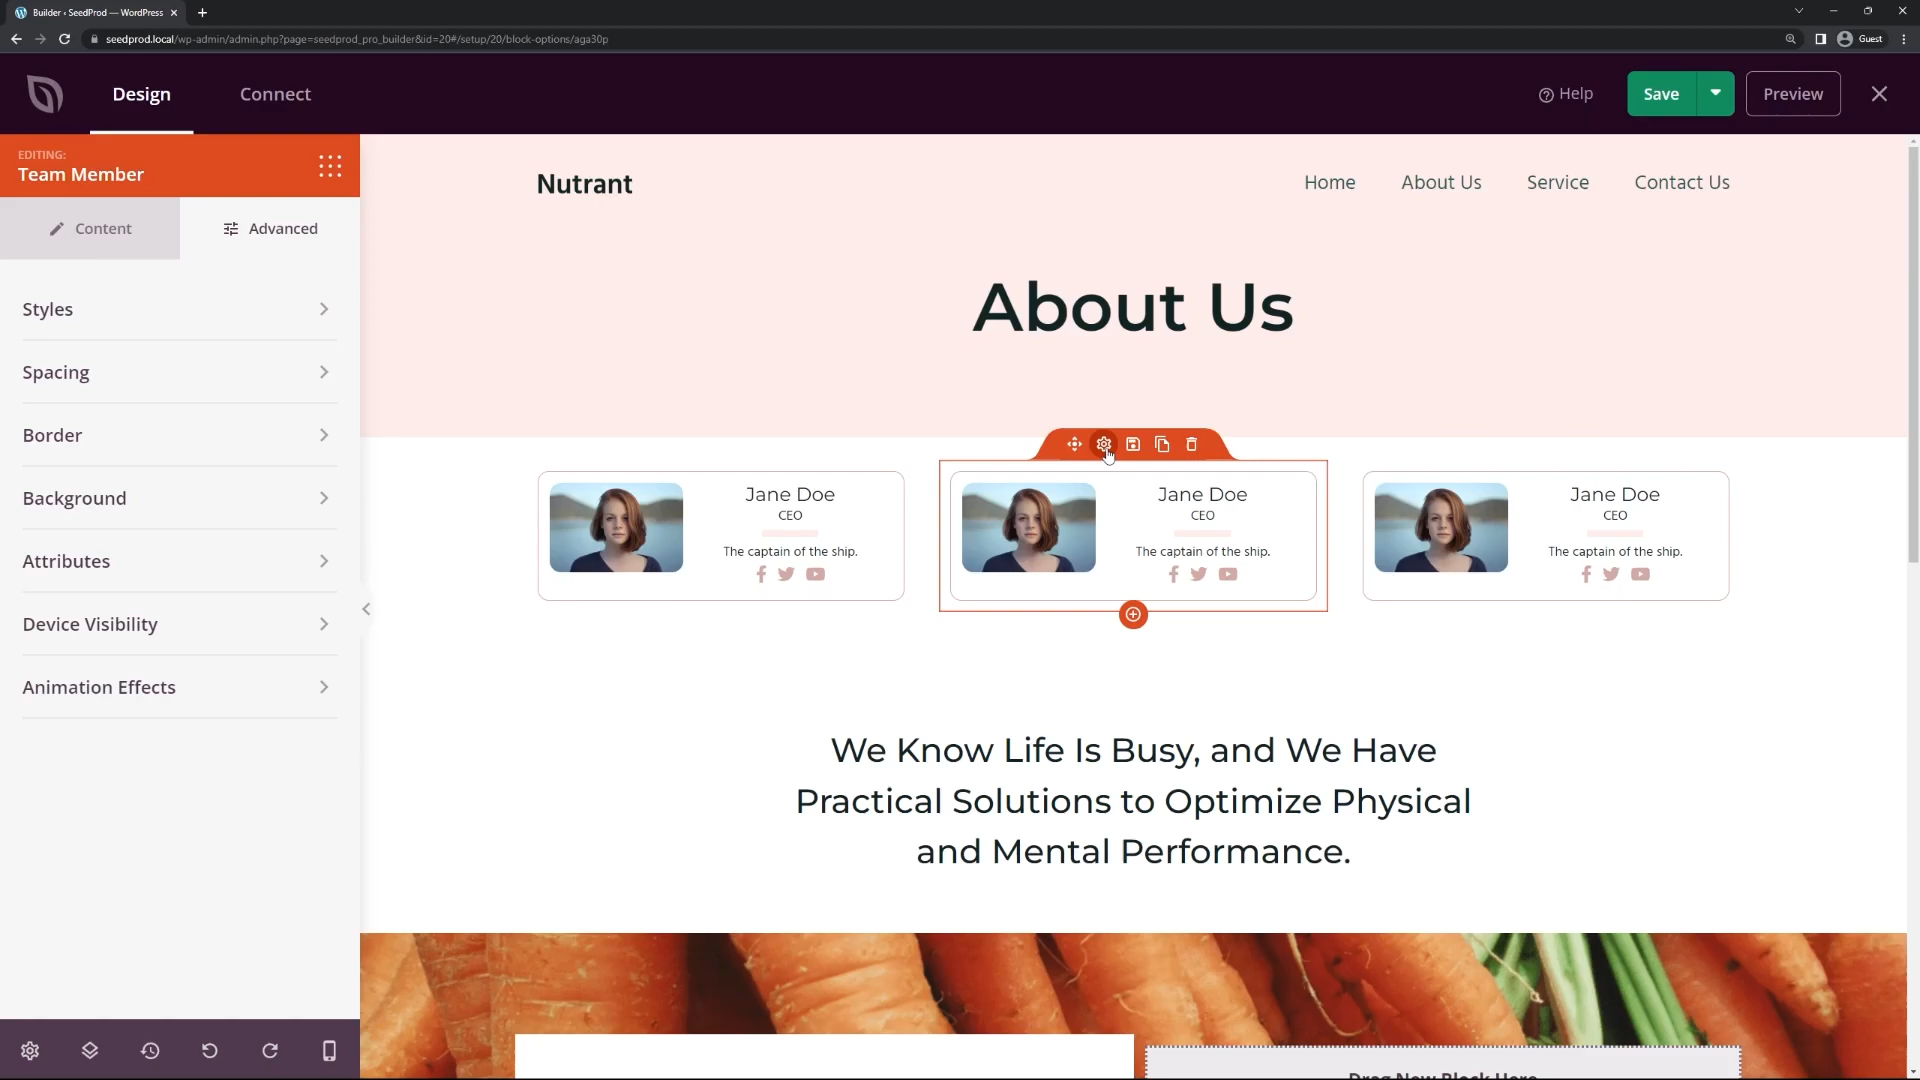 Builder ‹ SeedProd — WordPress
seedprod.local/wp-admin/admin.php?page=seedprod_pro_builder&id=20#/setup/20/block-options/aga30p
Guest
Design
Connect
Help
Save
Preview
EDITING:
Team Member
Content
Advanced
Styles
Spacing
Border
Background
Attributes
Device Visibility
Animation Effects
Nutrant
Home
About Us
Service
Contact Us
About Us
Jane Doe
CEO
The captain of the ship.
Jane Doe
CEO
The captain of the ship.
Jane Doe
CEO
The captain of the ship.
We Know Life Is Busy, and We Have
Practical Solutions to Optimize Physical
and Mental Performance.
Drag New Block Here